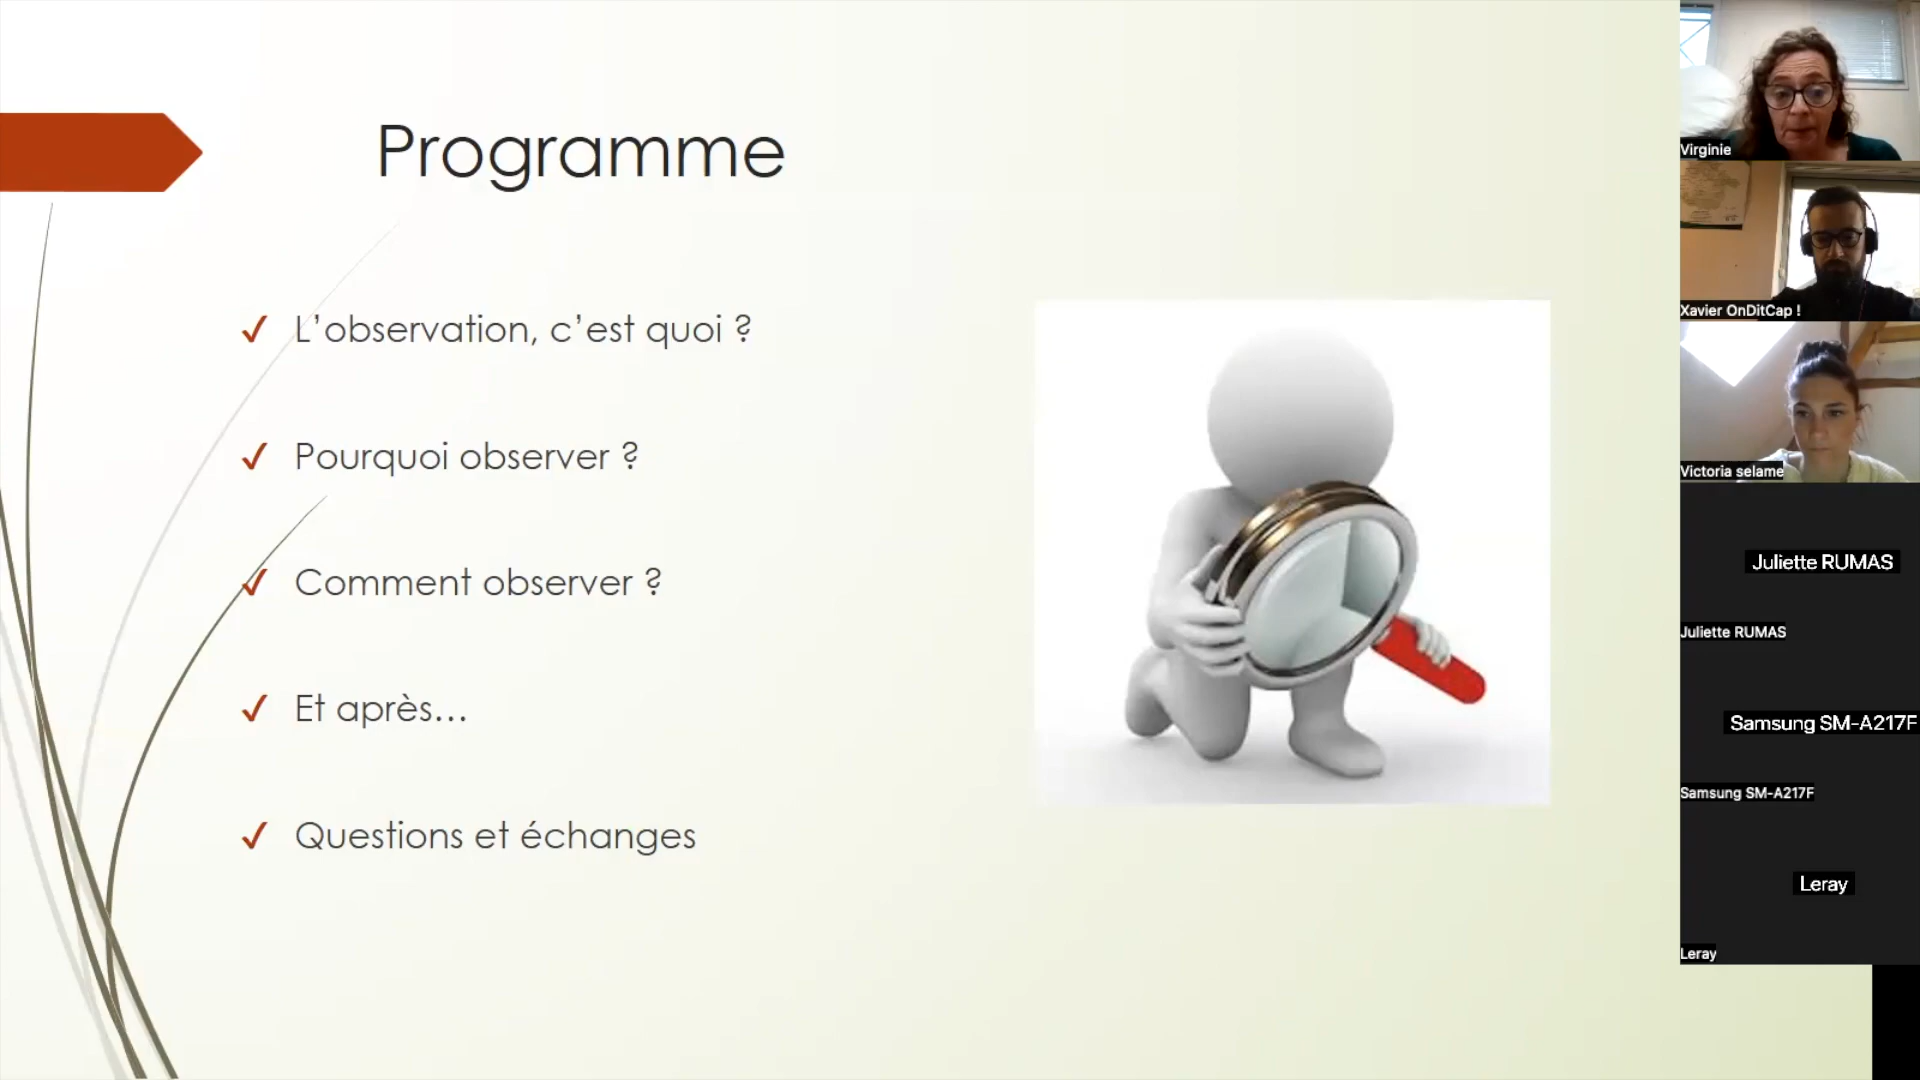 Programme
✓ L’observation, c’est quoi ?
✓ Pourquoi observer ?
✓ Comment observer ?
✓ Et après…
✓ Questions et échanges
Virginie
Xavier OnDitCap !
Victoria selame
Juliette RUMAS
Juliette RUMAS
Samsung SM-A217F
Samsung SM-A217F
Leray
Leray